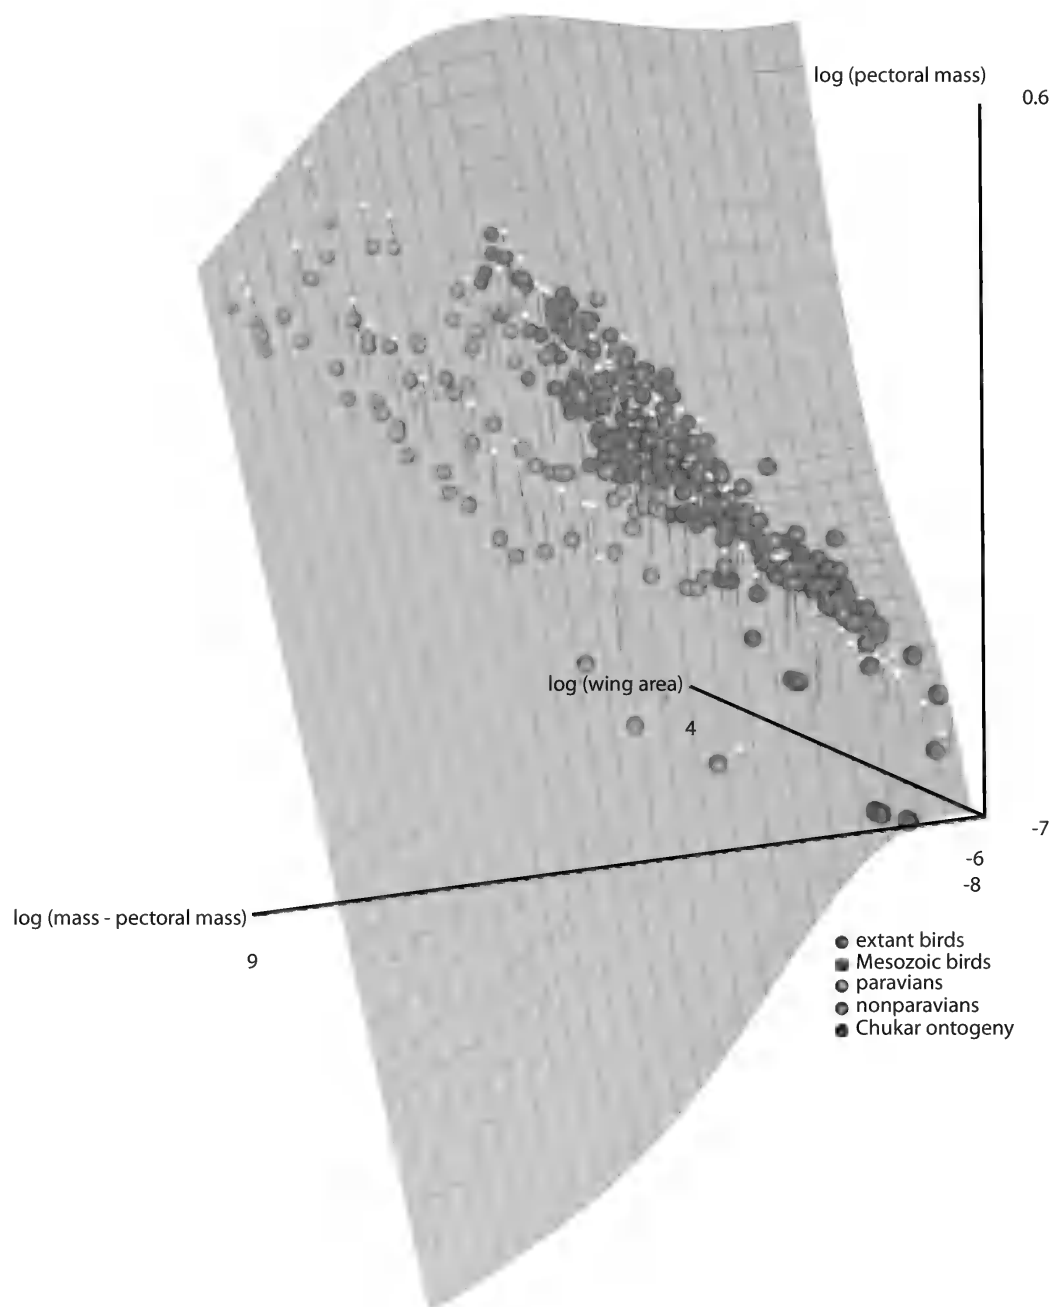 log (pectoral mass)
0.6
log (wing area)
4
-7
-6
-8
log (mass - pectoral mass)
9
extant birds
Mesozoic birds
paravians
nonparavians
Chukar ontogeny